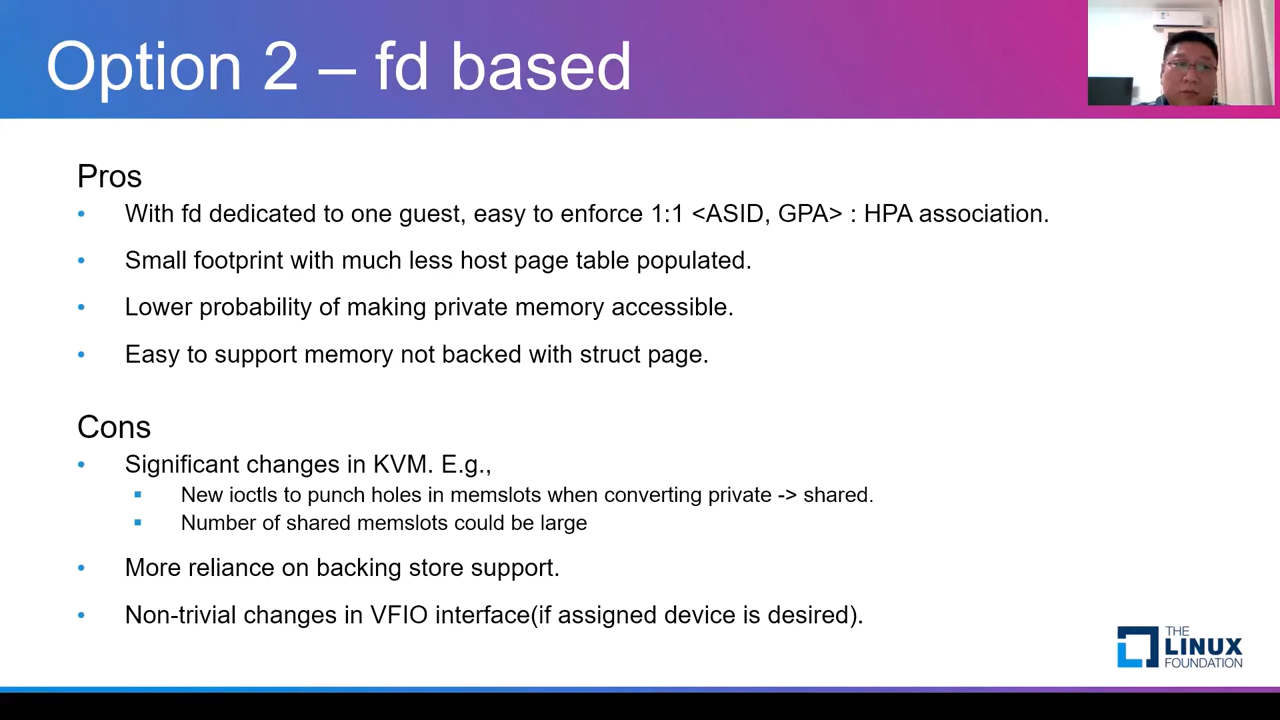 Option 2 – fd based
Pros
• With fd dedicated to one guest, easy to enforce 1:1 <ASID, GPA> : HPA association.
• Small footprint with much less host page table populated.
• Lower probability of making private memory accessible.
• Easy to support memory not backed with struct page.
Cons
• Significant changes in KVM. E.g.,
▪ New ioctls to punch holes in memslots when converting private -> shared.
▪ Number of shared memslots could be large
• More reliance on backing store support.
• Non-trivial changes in VFIO interface(if assigned device is desired).
THE
LINUX
FOUNDATION